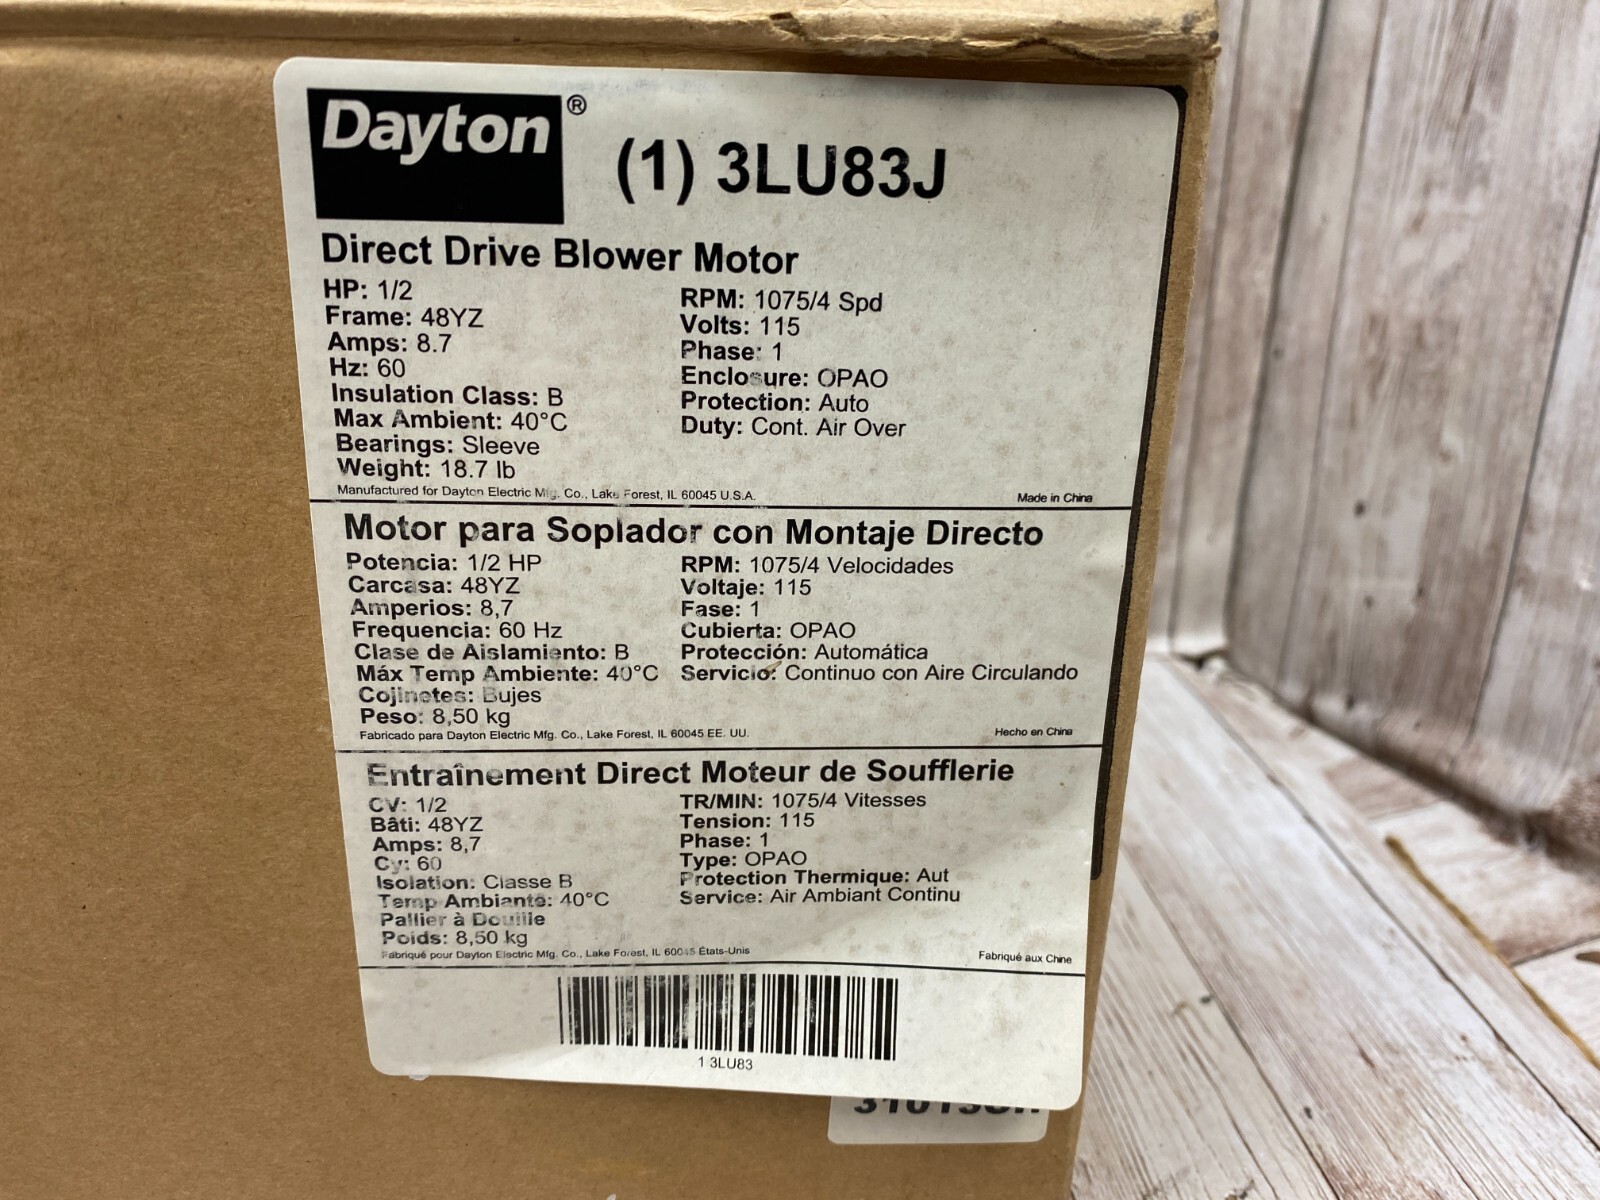 Dayton®
(1) 3LU83J
Direct Drive Blower Motor
HP: 1/2
Frame: 48YZ
Amps: 8.7
Hz: 60
Insulation Class: B
Max Ambient: 40°C
Bearings: Sleeve
Weight: 18.7 lb
RPM: 1075/4 Spd
Volts: 115
Phase: 1
Enclosure: OPAO
Protection: Auto
Duty: Cont. Air Over
Manufactured for Dayton Electric Mfg. Co., Lake Forest, IL 60045 U.S.A.
Made in China
Motor para Soplador con Montaje Directo
Potencia: 1/2 HP
Carcasa: 48YZ
Amperios: 8,7
Frequencia: 60 Hz
Clase de Aislamiento: B
Máx Temp Ambiente: 40°C
Cojinetes: Bujes
Peso: 8,50 kg
RPM: 1075/4 Velocidades
Voltaje: 115
Fase: 1
Cubierta: OPAO
Protección: Automática
Servicio: Continuo con Aire Circulando
Fabricado para Dayton Electric Mfg. Co., Lake Forest, IL 60045 EE. UU.
Hecho en China
Entraînement Direct Moteur de Soufflerie
CV: 1/2
Bâti: 48YZ
Amps: 8,7
Cy: 60
Isolation: Classe B
Temp Ambiante: 40°C
Pallier à Douille
Poids: 8,50 kg
TR/MIN: 1075/4 Vitesses
Tension: 115
Phase: 1
Type: OPAO
Protection Thermique: Aut
Service: Air Ambiant Continu
Fabriqué pour Dayton Electric Mfg. Co., Lake Forest, IL 60045 États-Unis
Fabriqué aux Chine
1 3LU83